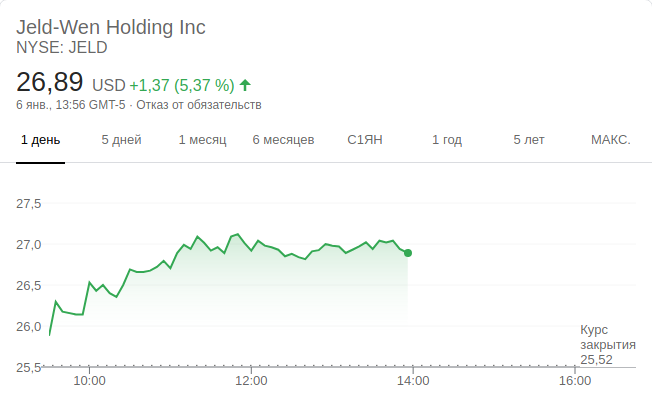 Jeld-Wen Holding Inc
NYSE: JELD
26,89 USD +1,37 (5,37 %)
6 янв., 13:56 GMT-5 · Отказ от обязательств
1 день 5 дней 1 месяц 6 месяцев С1ЯН 1 год 5 лет МАКС.
27,5
27,0
26,5
26,0
Курс
закрытия
25,52
25,5
10:00 12:00 14:00 16:00